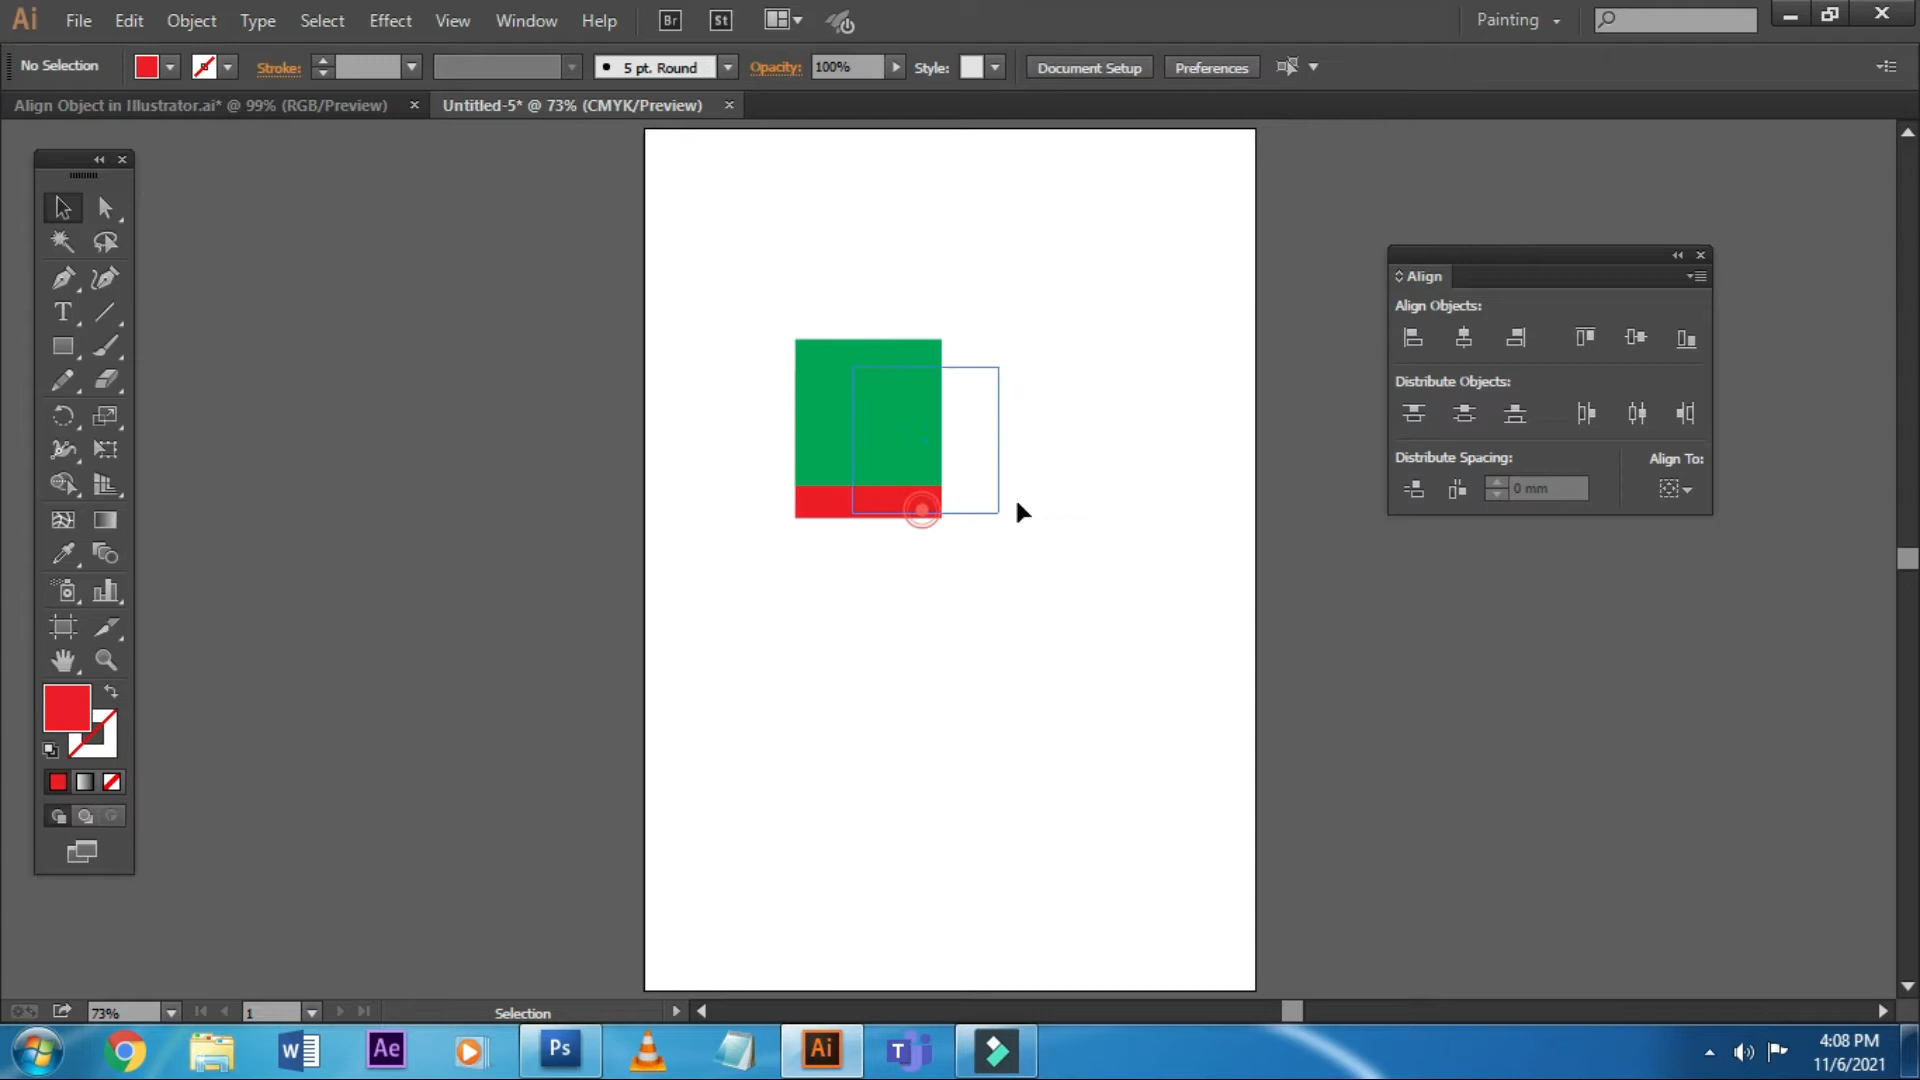 Ai File Edit Object Type Select Effect View Window Help Br St Painting
No Selection Stroke: 5 pt. Round Opacity: 100% Style: Document Setup Preferences
Align Object in Illustrator.ai* @ 99% (RGB/Preview) Untitled-5* @ 73% (CMYK/Preview)
Align
Align Objects:
Distribute Objects:
Distribute Spacing: Align To:
0 mm
T
73% 1 Selection
W Ae Ps Ai T
4:08 PM
11/6/2021